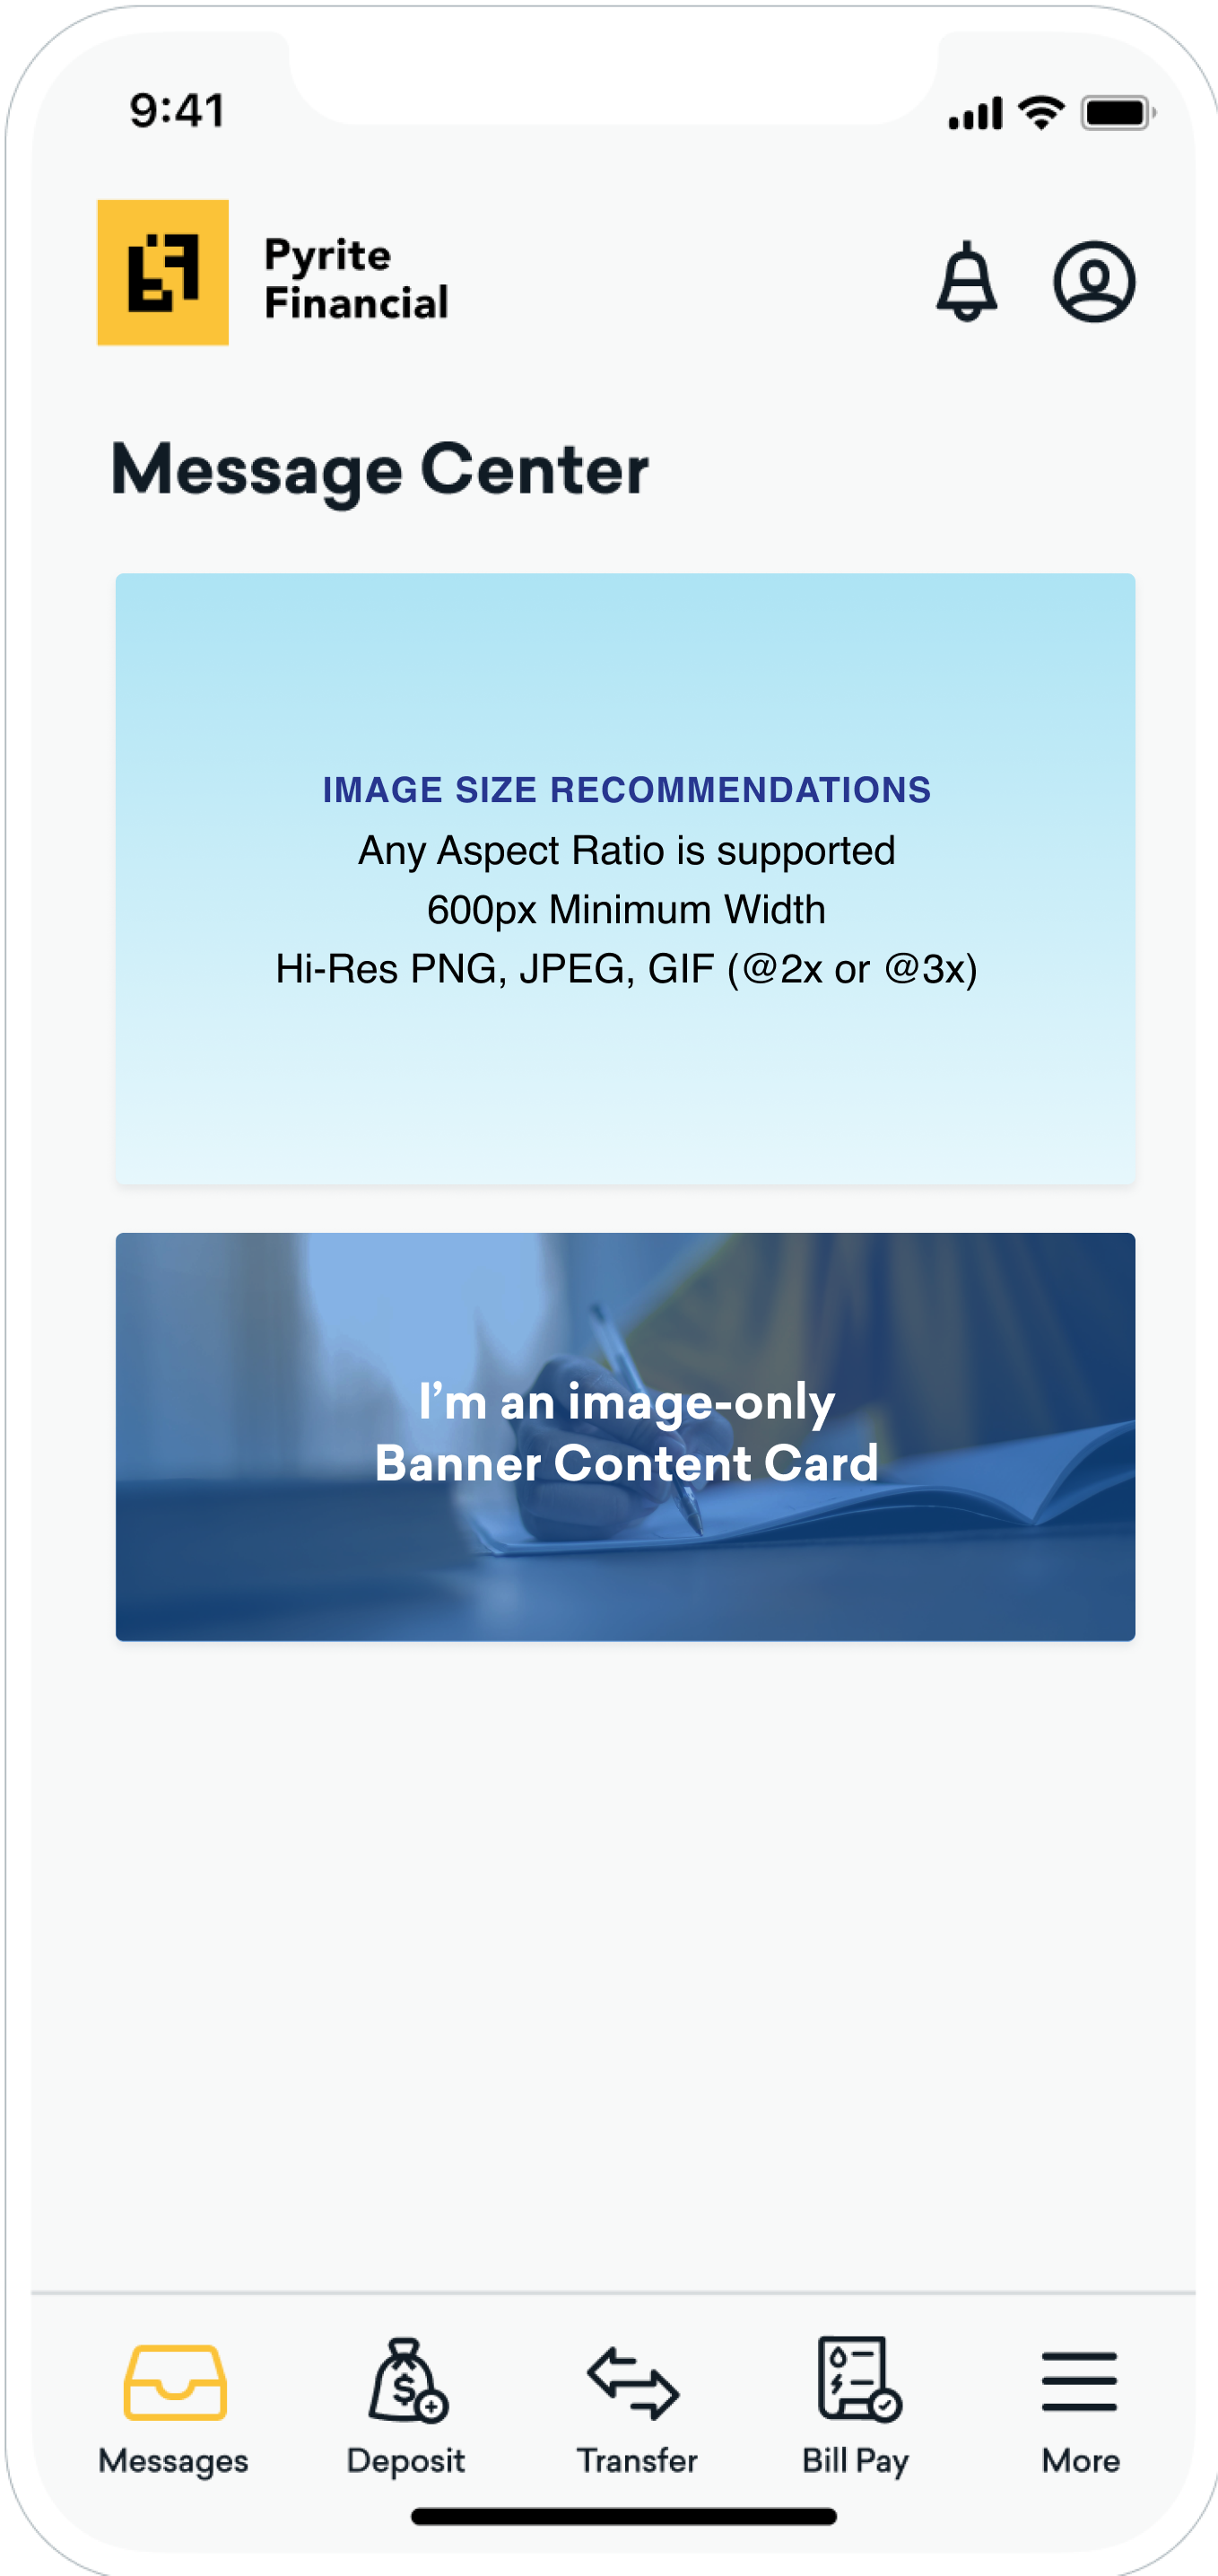 9:41
Pyrite
Financial
Message Center
IMAGE SIZE RECOMMENDATIONS
Any Aspect Ratio is supported
600px Minimum Width
Hi-Res PNG, JPEG, GIF (@2x or @3x)
I’m an image-only
Banner Content Card
Messages
Deposit
Transfer
Bill Pay
More